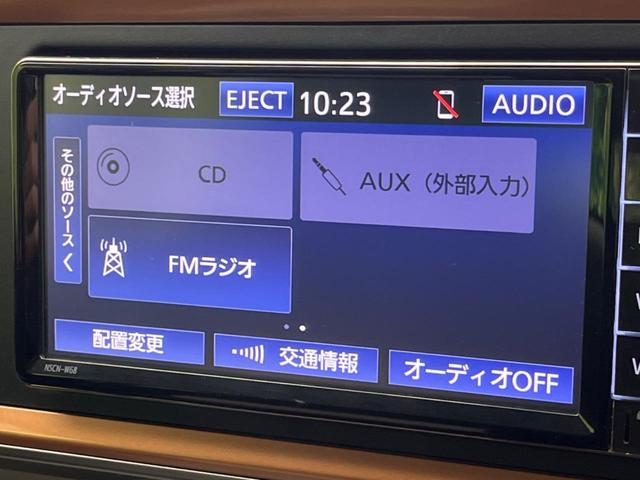 オーディオソース選択 EJECT 10:23 AUDIO
その他のソース
CD
AUX（外部入力）
FMラジオ
配置変更
交通情報
オーディオOFF
NSCN-W68